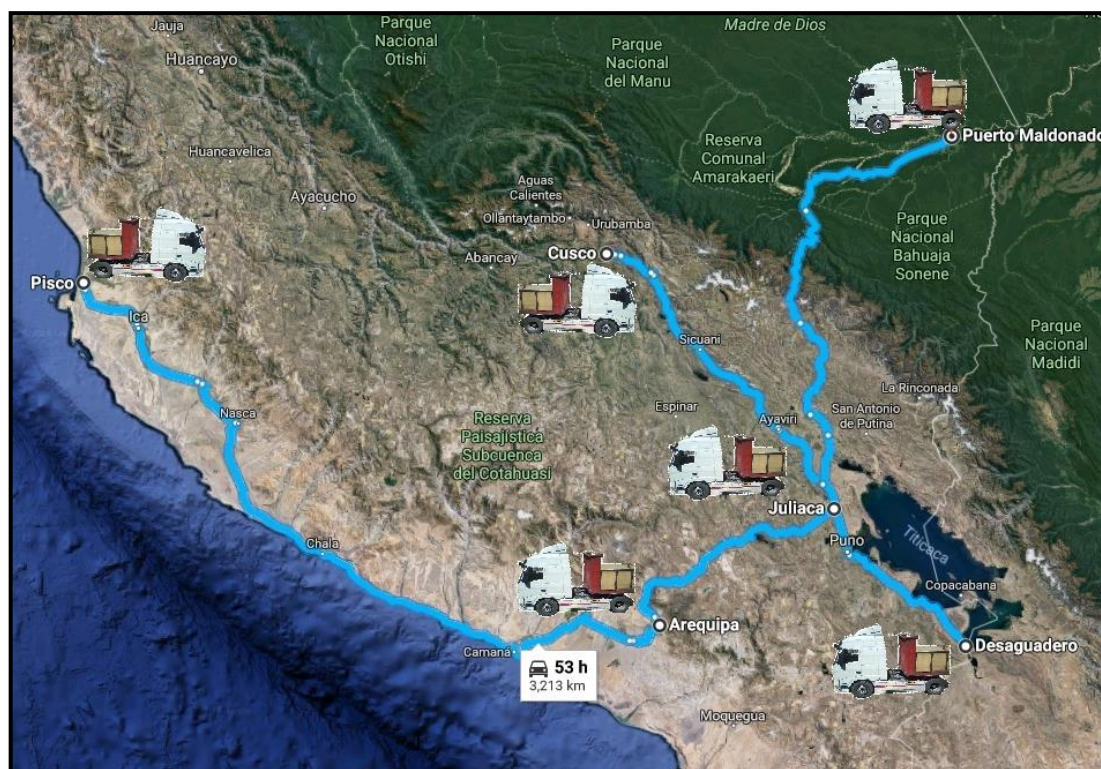 Jauja
Parque
Nacional
Otishi
Madre de Dios
Huancayo
Parque
Nacional
del Manu
Puerto Maldonado
Huancavelica
Reserva
Comunal
Amarakaeri
Ayacucho
Aguas
Calientes
Ollantaytambo
Urubamba
Parque
Nacional
Bahuaja
Sonene
Abancay
Cusco
Pisco
Ica
Sicuani
Parque
Nacional
Madidi
La Rinconada
Nasca
Espinar
Ayaviri
San Antonio
de Putina
Reserva
Paisajística
Subcuenca
del Cotahuasi
Juliaca
Chala
Puno
Titicaca
Copacabana
Arequipa
Desaguadero
Camaná
53 h
3,213 km
Moquegua